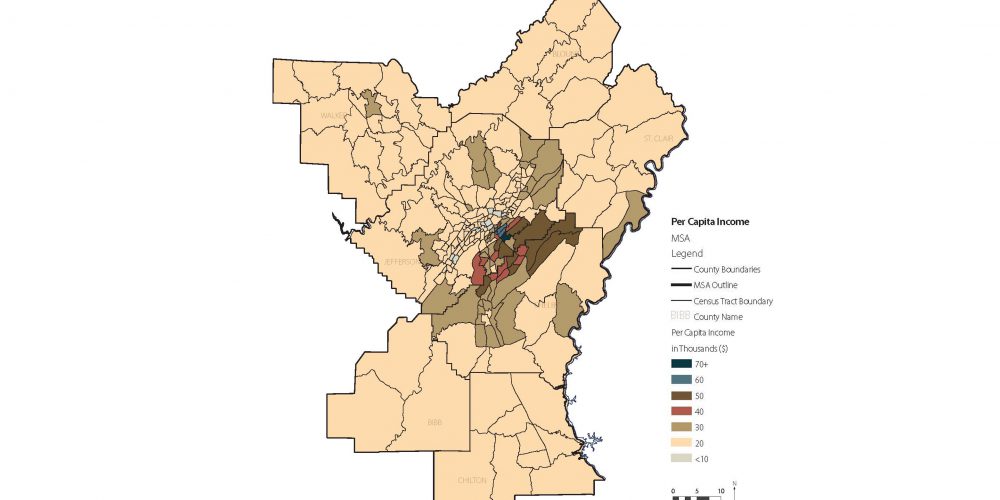 BLOUNT
WALKER
ST. CLAIR
JEFFERSON
BIBB
CHILTON
Per Capita Income
MSA
Legend
County Boundaries
MSA Outline
Census Tract Boundary
BIBB County Name
Per Capita Income
in Thousands ($)
70+
60
50
40
30
20
<10
N
0 5 10